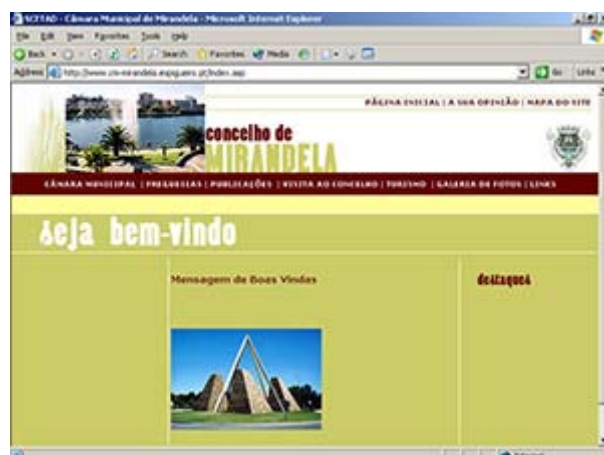 - Câmara Municipal de Mirandela - Microsoft Internet Explorer
File Edit View Favorites Tools Help
Back Search Favorites Media
Address Go Links
PÁGINA INICIAL | A SUA OPINIÃO | MAPA DO SITE
concelho de
MIRANDELA
CÂMARA MUNICIPAL | FREGUESIAS | PUBLICAÇÕES | VISITA AO CONCELHO | TURISMO | GALERIA DE FOTOS | LINKS
seja bem-vindo
Mensagem de Boas Vindas
destaques